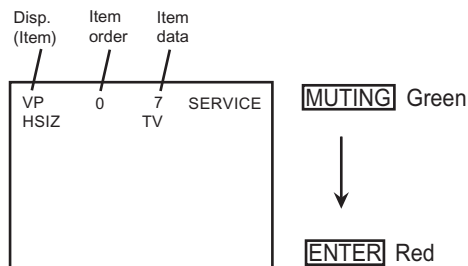 Disp. Item Item
(Item) order data
VP 0 7 SERVICE
HSIZ TV
MUTING Green
ENTER Red